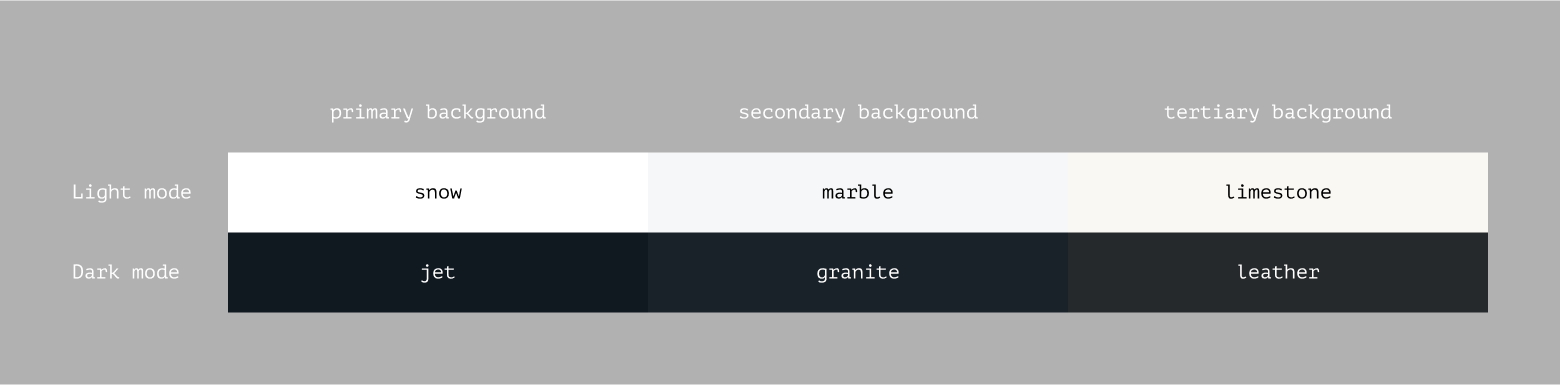 primary background secondary background tertiary background
Light mode snow marble limestone
Dark mode jet granite leather